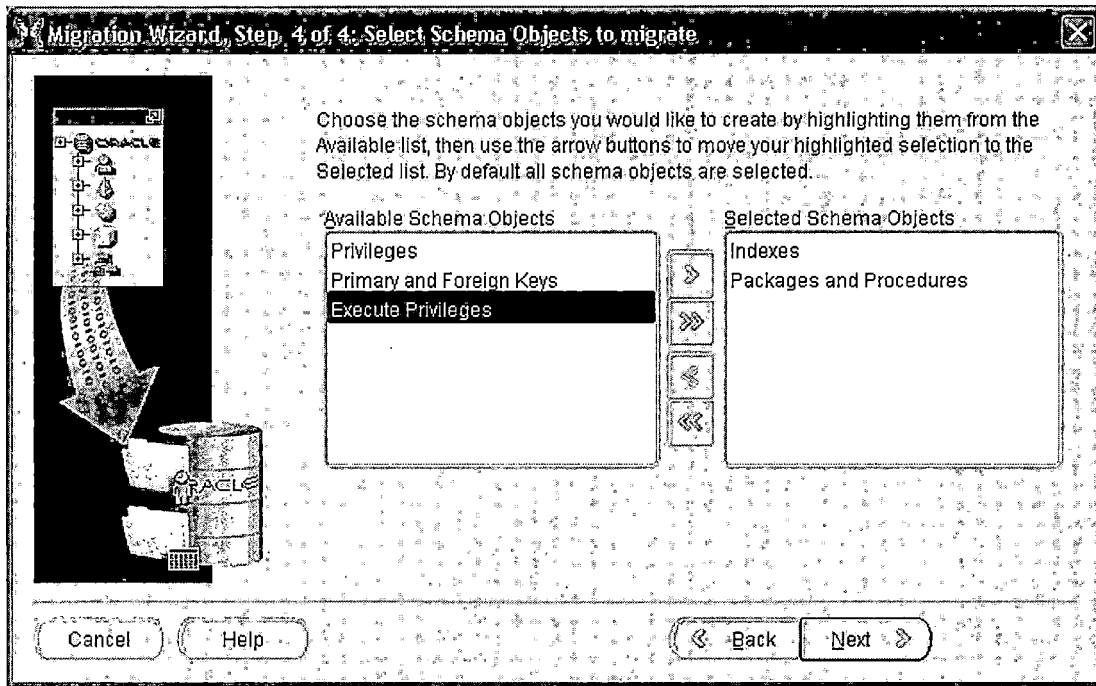 Migration Wizard, Step 4 of 4: Select Schema Objects to migrate
ORACLE
Choose the schema objects you would like to create by highlighting them from the
Available list, then use the arrow buttons to move your highlighted selection to the
Selected list. By default all schema objects are selected.
Available Schema Objects
Privileges
Primary and Foreign Keys
Execute Privileges
Selected Schema Objects
Indexes
Packages and Procedures
ORACLE
Cancel
Help
Back
Next